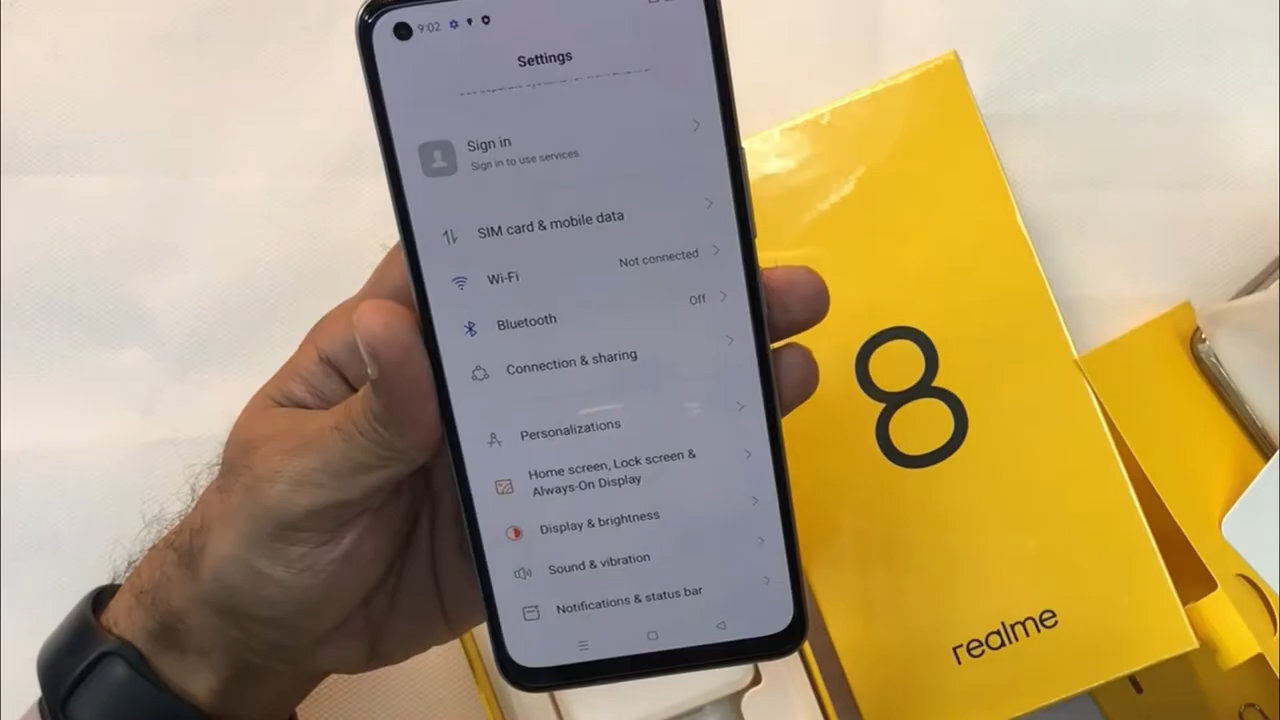 9:02
Settings
Sign in
Sign in to use services
SIM card & mobile data
Wi-Fi
Not connected
Bluetooth
Off
Connection & sharing
Personalizations
Home screen, Lock screen &
Always-On Display
Display & brightness
Sound & vibration
Notifications & status bar
8
realme